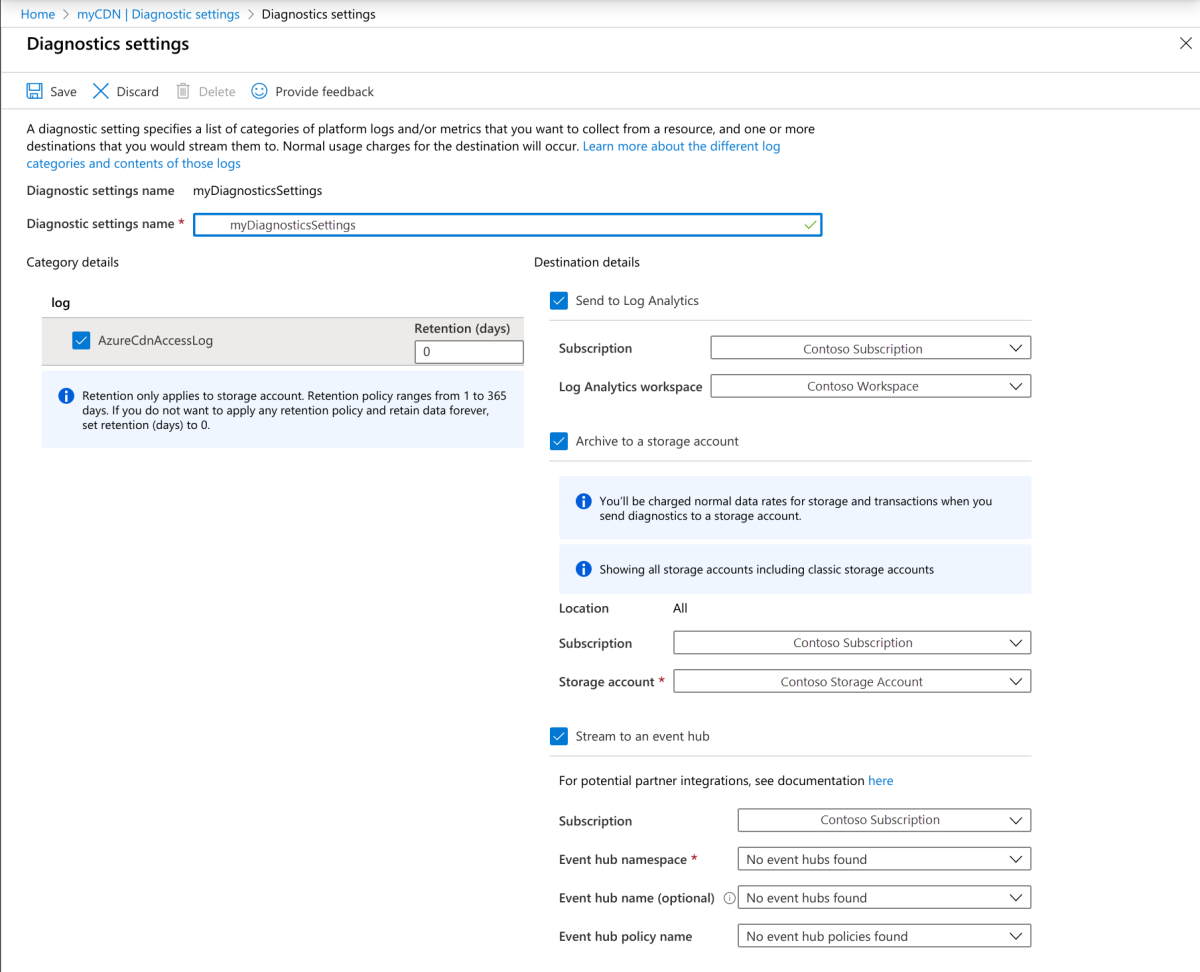 Home > myCDN | Diagnostic settings > Diagnostics settings
Diagnostics settings
Save Discard Delete Provide feedback
A diagnostic setting specifies a list of categories of platform logs and/or metrics that you want to collect from a resource, and one or more
destinations that you would stream them to. Normal usage charges for the destination will occur. Learn more about the different log
categories and contents of those logs
Diagnostic settings name myDiagnosticsSettings
Diagnostic settings name * myDiagnosticsSettings
Category details
log
AzureCdnAccessLog
Retention (days)
0
Retention only applies to storage account. Retention policy ranges from 1 to 365
days. If you do not want to apply any retention policy and retain data forever,
set retention (days) to 0.
Destination details
Send to Log Analytics
Subscription Contoso Subscription
Log Analytics workspace Contoso Workspace
Archive to a storage account
You'll be charged normal data rates for storage and transactions when you
send diagnostics to a storage account.
Showing all storage accounts including classic storage accounts
Location All
Subscription Contoso Subscription
Storage account * Contoso Storage Account
Stream to an event hub
For potential partner integrations, see documentation here
Subscription Contoso Subscription
Event hub namespace * No event hubs found
Event hub name (optional) No event hubs found
Event hub policy name No event hub policies found